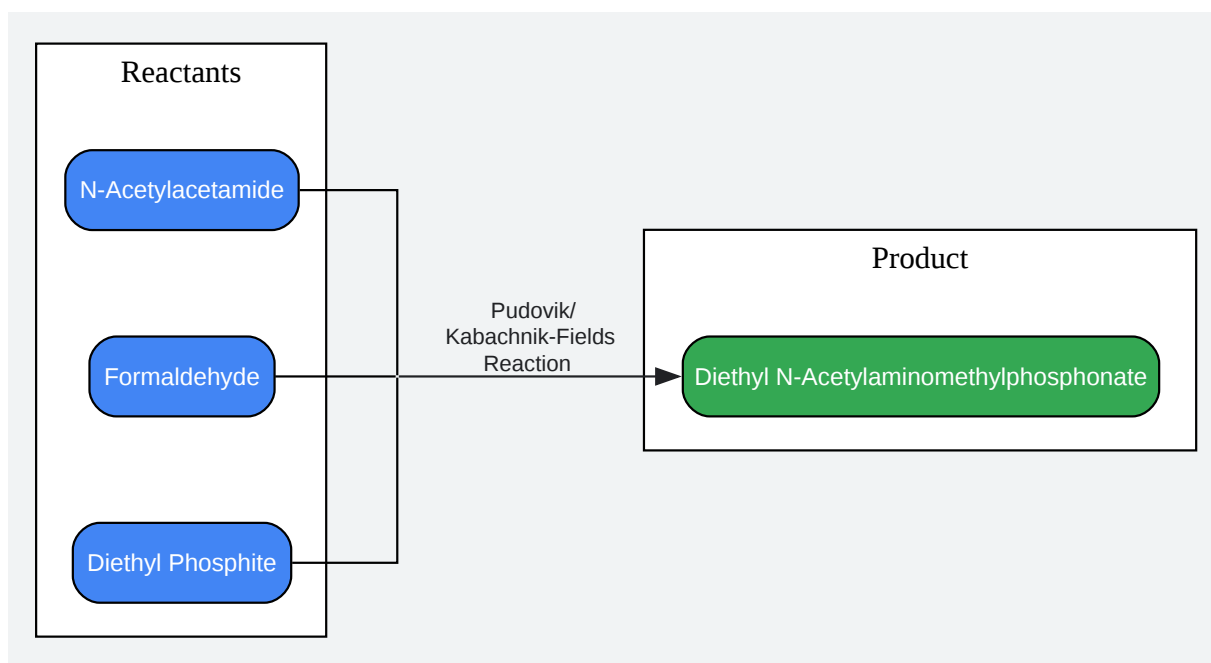 Reactants
N-Acetylacetamide
Formaldehyde
Diethyl Phosphite
Pudovik/
Kabachnik-Fields
Reaction
Product
Diethyl N-Acetylaminomethylphosphonate